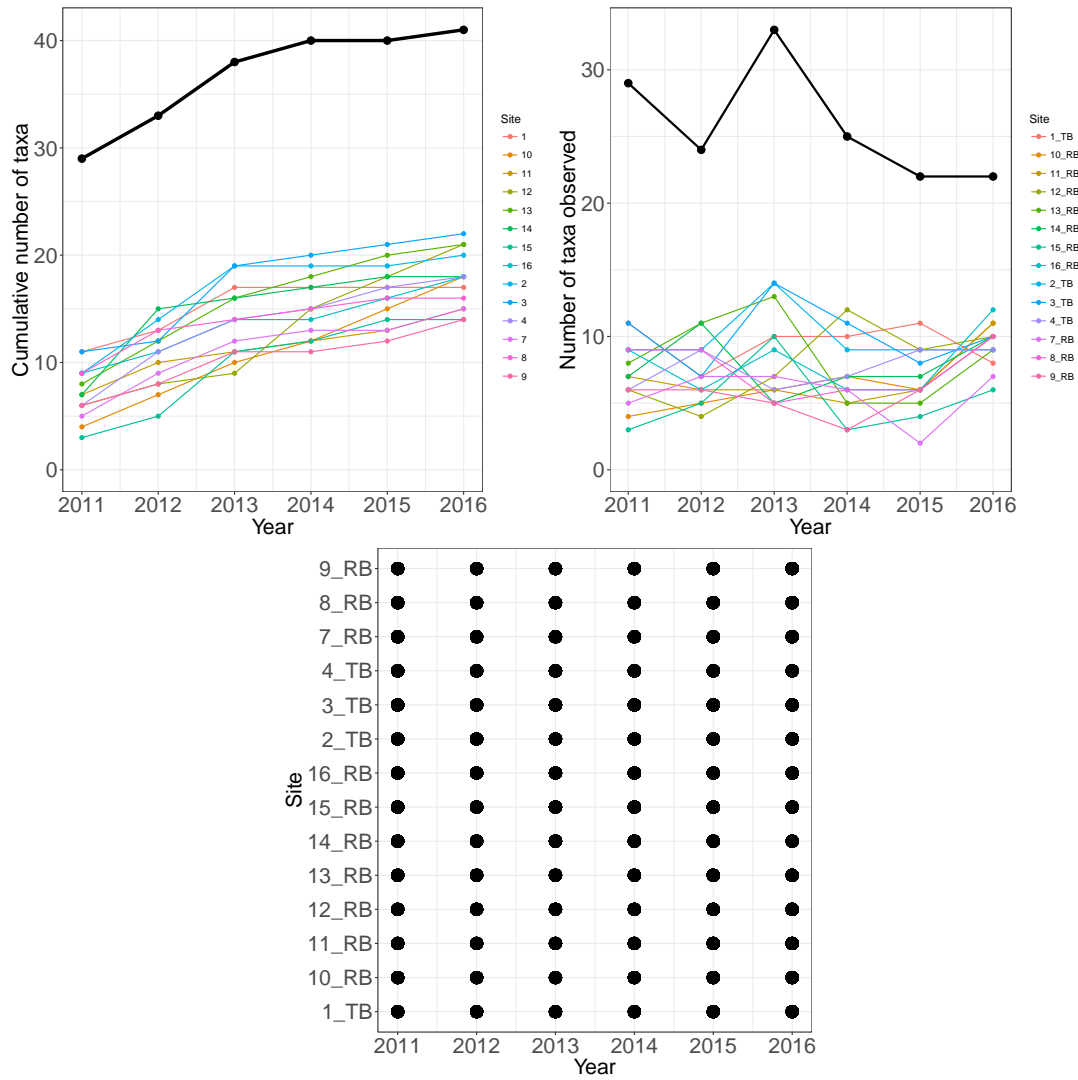 Cumulative number of taxa
40
30
20
10
0
2011 2012 2013 2014 2015 2016
Year
Site
1
10
11
12
13
14
15
16
2
3
4
7
8
9
Number of taxa observed
30
20
10
0
2011 2012 2013 2014 2015 2016
Year
Site
1_TB
10_RB
11_RB
12_RB
13_RB
14_RB
15_RB
16_RB
2_TB
3_TB
4_TB
7_RB
8_RB
9_RB
Site
9_RB
8_RB
7_RB
4_TB
3_TB
2_TB
16_RB
15_RB
14_RB
13_RB
12_RB
11_RB
10_RB
1_TB
2011 2012 2013 2014 2015 2016
Year